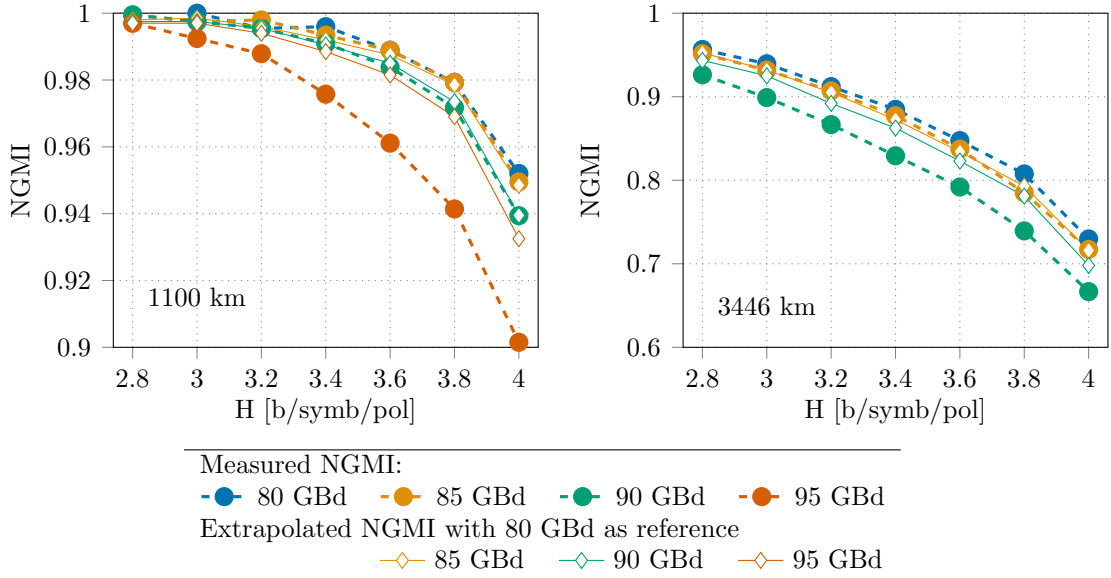 1
0.98
0.96
0.94
0.92
0.9
NGMI
1100 km
2.8 3 3.2 3.4 3.6 3.8 4
H [b/symb/pol]
1
0.9
0.8
0.7
0.6
NGMI
3446 km
2.8 3 3.2 3.4 3.6 3.8 4
H [b/symb/pol]
Measured NGMI:
80 GBd 85 GBd 90 GBd 95 GBd
Extrapolated NGMI with 80 GBd as reference
85 GBd 90 GBd 95 GBd